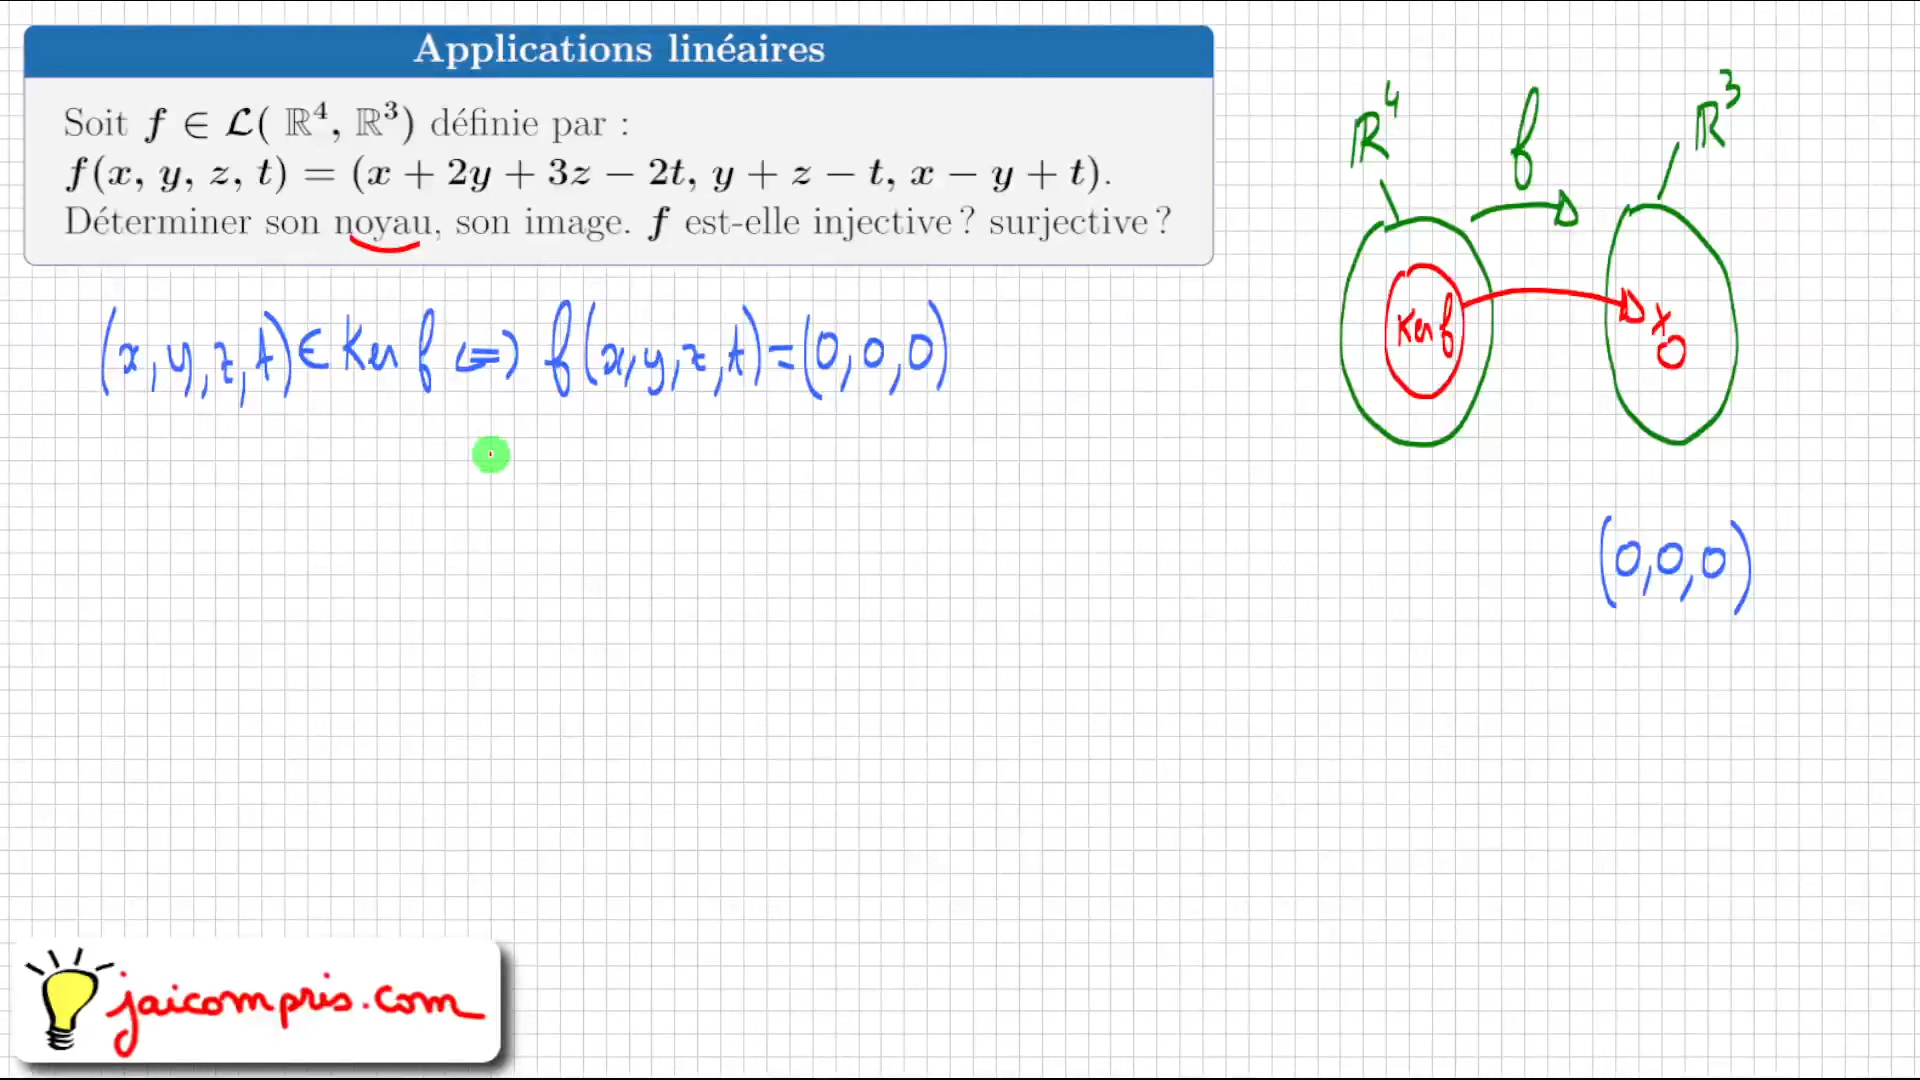 Applications linéaires
Soit f ∈ ℒ( ℝ⁴, ℝ³) définie par :
f(x, y, z, t) = (x + 2y + 3z − 2t, y + z − t, x − y + t).
Déterminer son noyau, son image. f est-elle injective ? surjective ?
(x, y, z, t) ∈ Ker f ⇔ f(x, y, z, t) = (0, 0, 0)
ℝ⁴ f ℝ³
Ker f
x 0
(0, 0, 0)
jaicompris.com